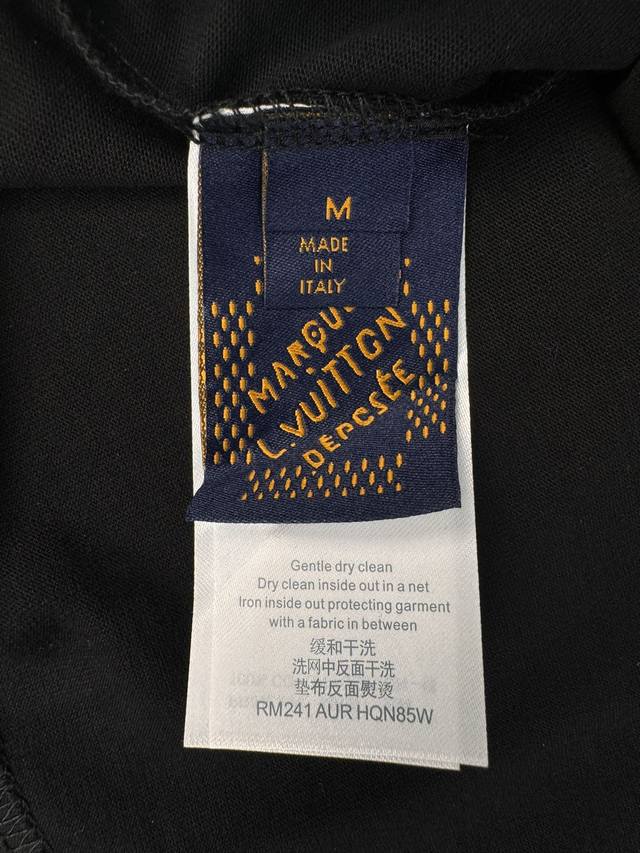 M
MADE
IN
ITALY
MARQU
L.VUITTON
DÉPOSÉE
Gentle dry clean
Dry clean inside out in a net
Iron inside out protecting garment
with a fabric in between
缓和干洗
洗网中反面干洗
垫布反面熨烫
RM241 AUR HQN85W